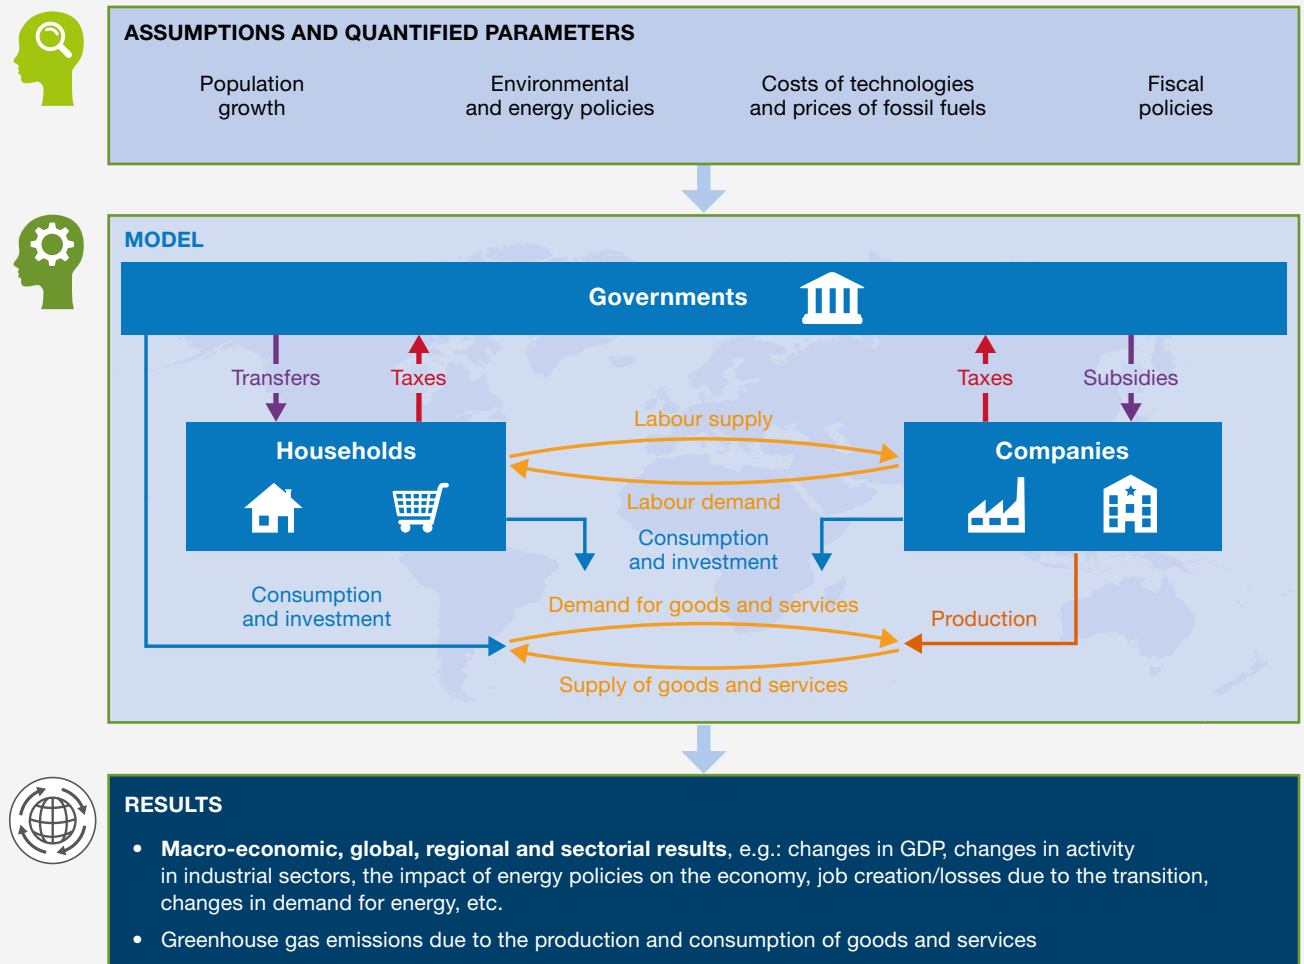 ASSUMPTIONS AND QUANTIFIED PARAMETERS
Population
growth
Environmental
and energy policies
Costs of technologies
and prices of fossil fuels
Fiscal
policies
MODEL
Governments
Transfers
Taxes
Taxes
Subsidies
Households
Labour supply
Labour demand
Companies
Consumption
and investment
Consumption
and investment
Demand for goods and services
Production
Supply of goods and services
RESULTS
• Macro-economic, global, regional and sectorial results, e.g.: changes in GDP, changes in activity
in industrial sectors, the impact of energy policies on the economy, job creation/losses due to the transition,
changes in demand for energy, etc.
• Greenhouse gas emissions due to the production and consumption of goods and services